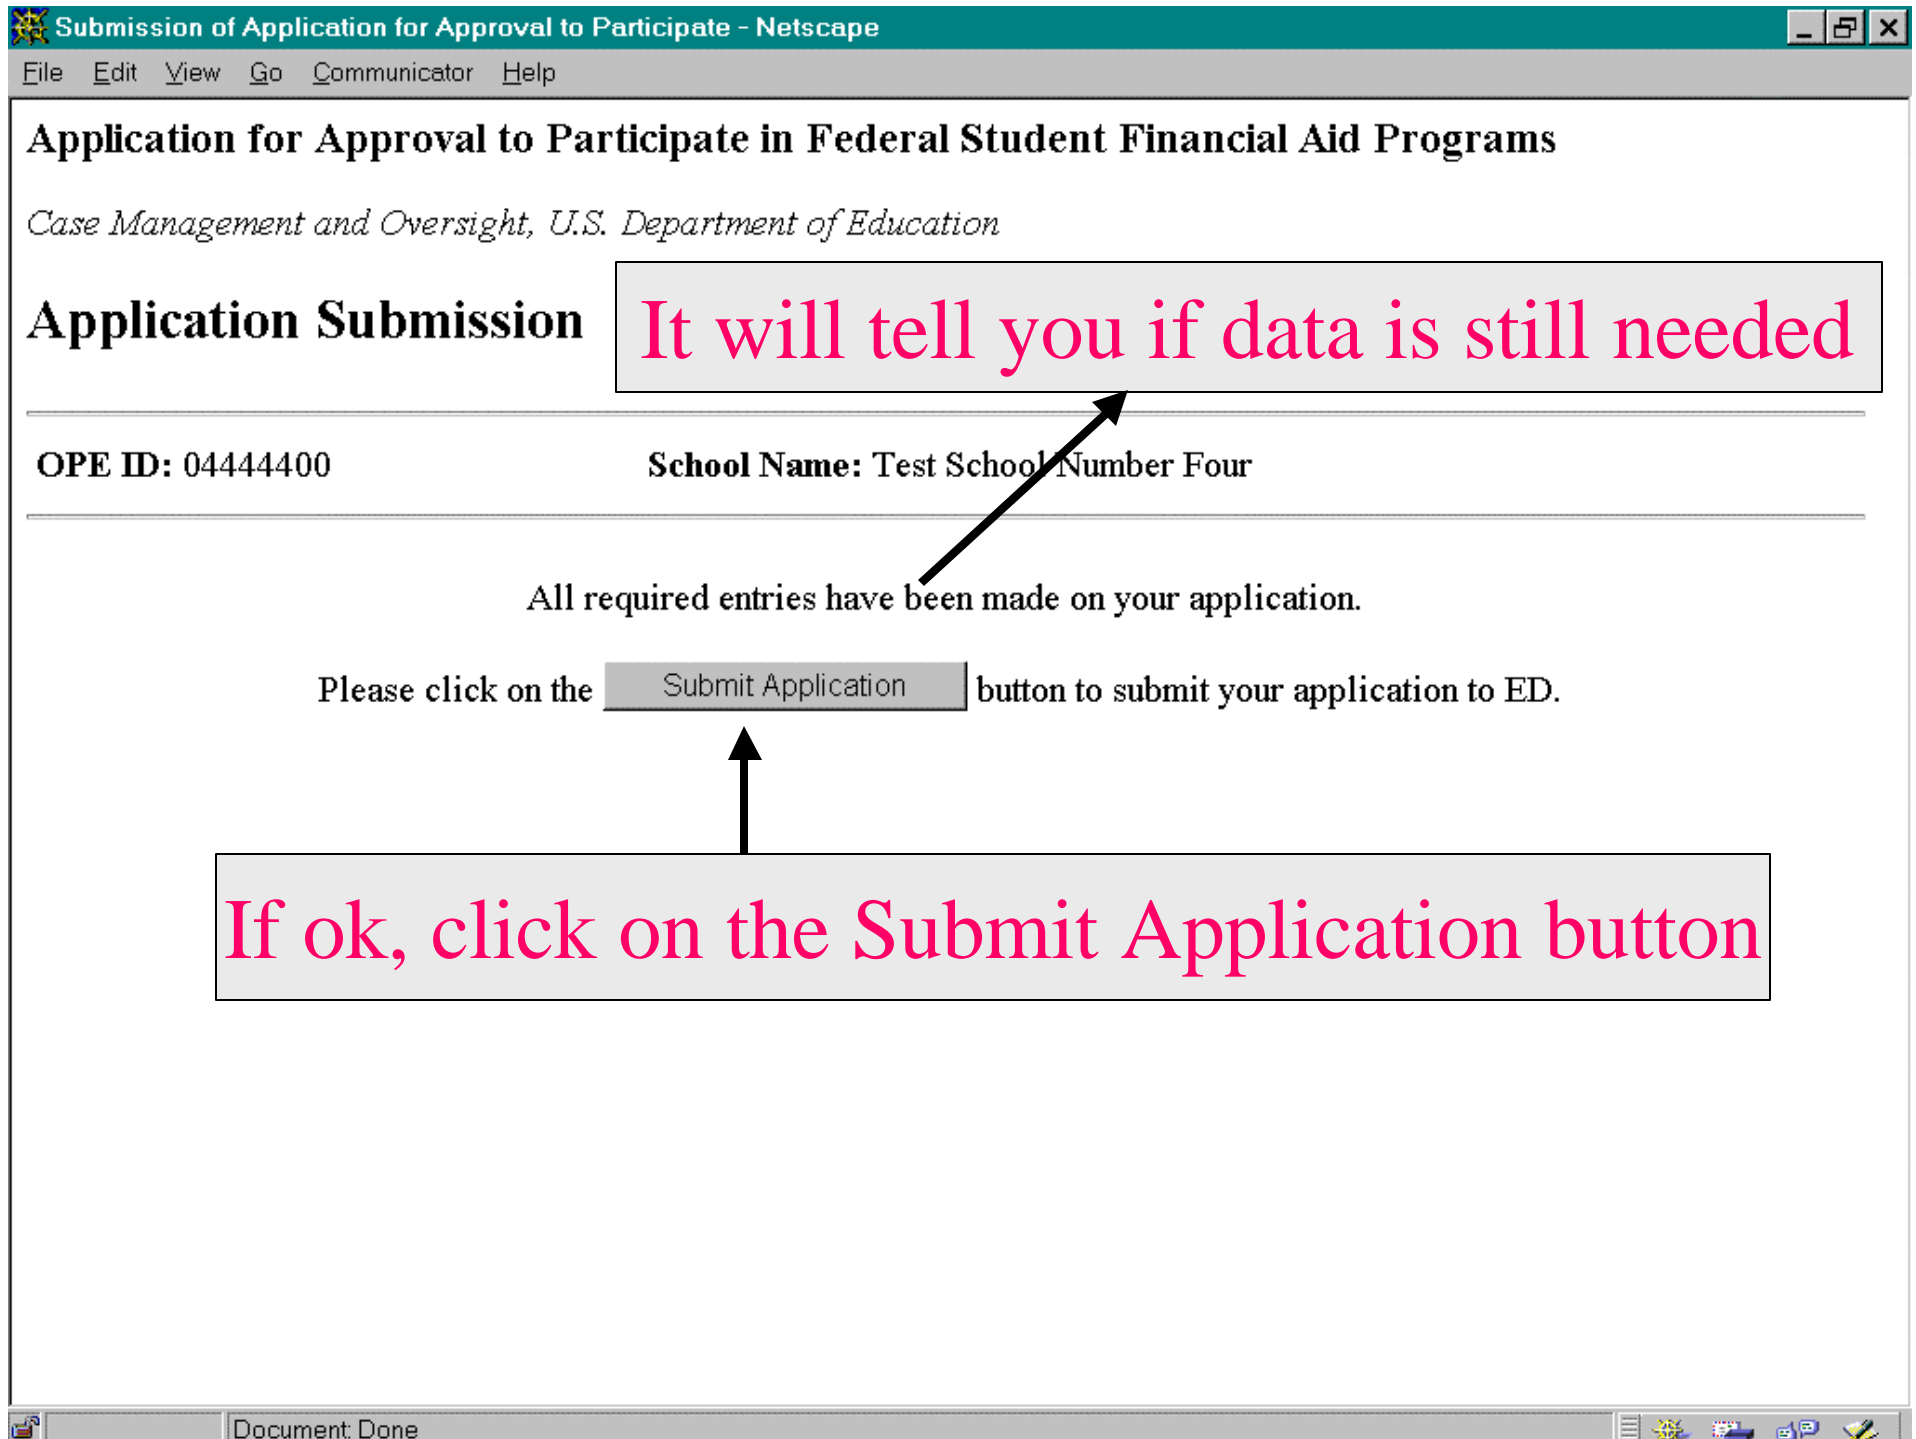 Submission of Application for Approval to Participate - Netscape
File Edit View Go Communicator Help
Application for Approval to Participate in Federal Student Financial Aid Programs
Case Management and Oversight, U.S. Department of Education
Application Submission
It will tell you if data is still needed
OPE ID: 04444400 School Name: Test School Number Four
All required entries have been made on your application.
Please click on the Submit Application button to submit your application to ED.
If ok, click on the Submit Application button
Document: Done